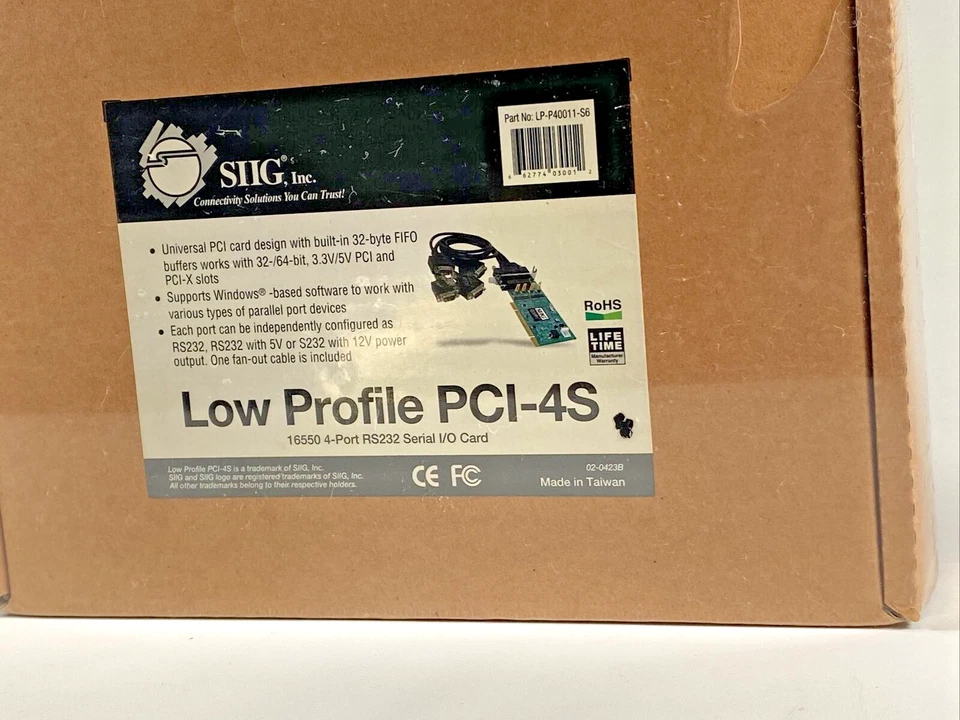 Part No: LP-P40011-S6
6 62774 03001 2
SIIG®, Inc.
Connectivity Solutions You Can Trust!
• Universal PCI card design with built-in 32-byte FIFO
buffers works with 32-/64-bit, 3.3V/5V PCI and
PCI-X slots
• Supports Windows® -based software to work with
various types of parallel port devices
• Each port can be independently configured as
RS232, RS232 with 5V or S232 with 12V power
output. One fan-out cable is included
RoHS
LIFE
TIME
Manufacturer
Warranty
Low Profile PCI-4S
16550 4-Port RS232 Serial I/O Card
Low Profile PCI-4S is a trademark of SIIG, Inc.
SIIG and SIIG logo are registered trademarks of SIIG, Inc.
All other trademarks belong to their respective holders.
CE FC
02-0423B
Made in Taiwan